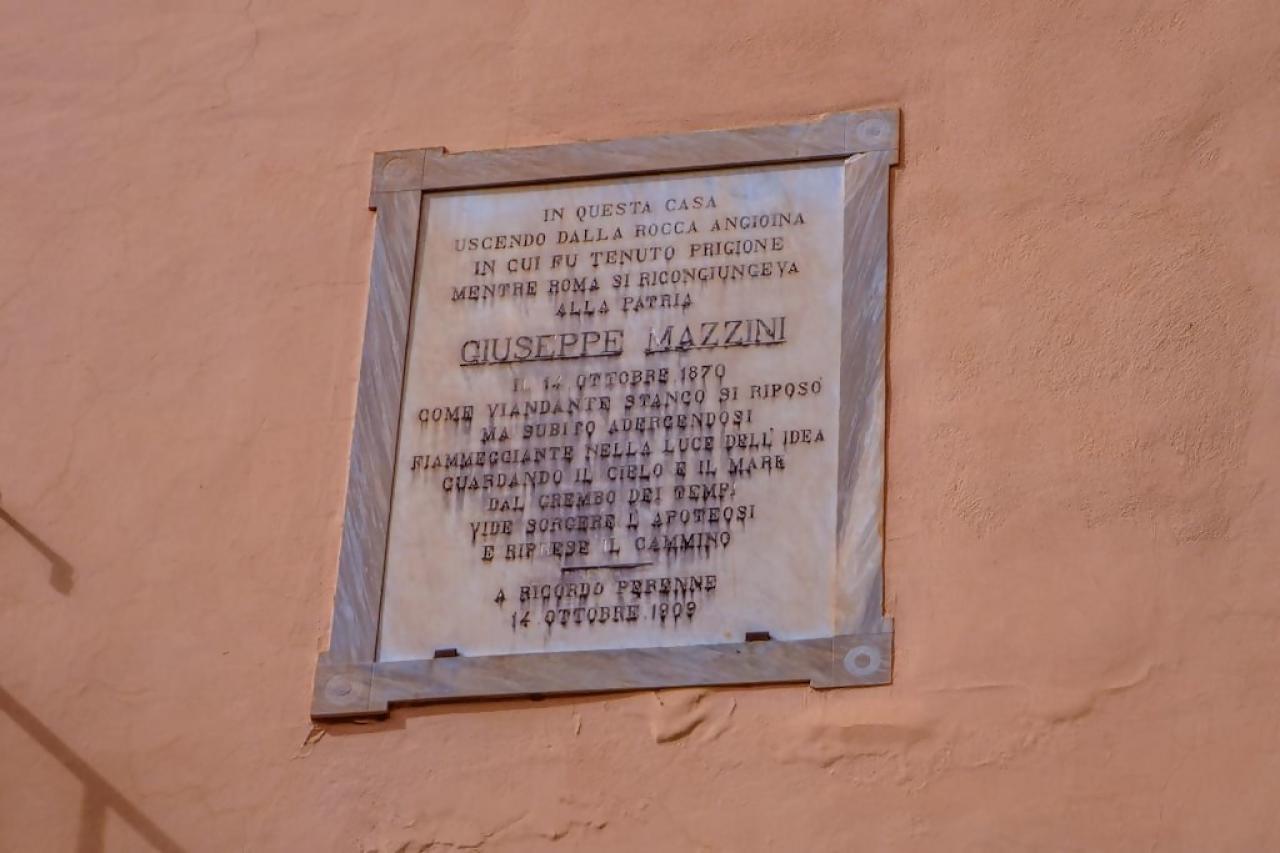 IN QUESTA CASA
USCENDO DALLA ROCCA ANGIOINA
IN CUI FU TENUTO PRIGIONE
MENTRE ROMA SI RICONGIUNGEVA
ALLA PATRIA
GIUSEPPE MAZZINI
IL 14 OTTOBRE 1870
COME VIANDANTE STANCO SI RIPOSO'
MA SUBITO ADERGENDOSI
FIAMMEGGIANTE NELLA LUCE DELL'IDEA
GUARDANDO IL CIELO E IL MARE
DAL GREMBO DEI TEMPI
VIDE SORGERE L'APOTEOSI
E RIPRESE IL CAMMINO
A RICORDO PERENNE
14 OTTOBRE 1909